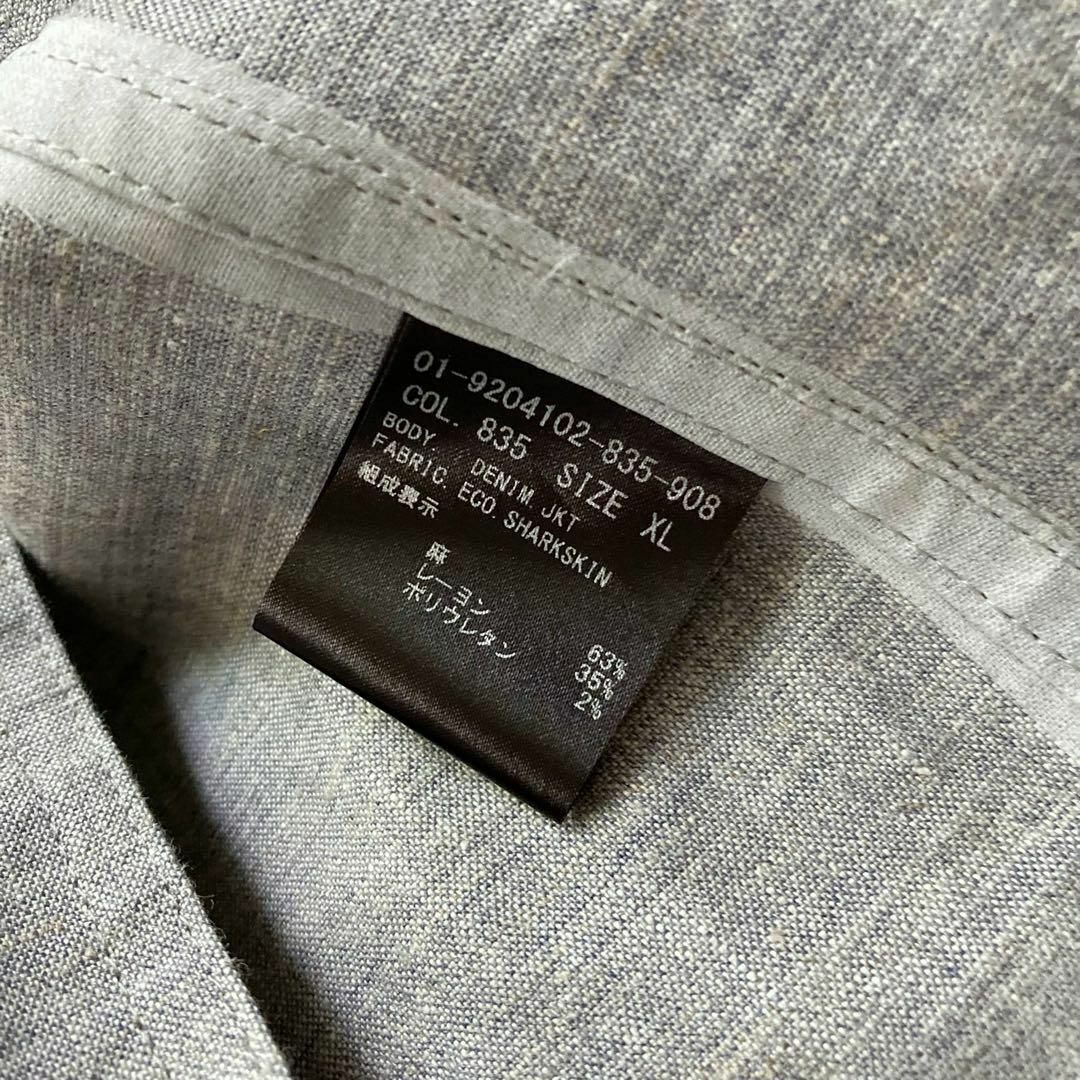 01-9204102-835-908
COL. 835 SIZE XL
BODY. DENIM JKT
FABRIC. ECO SHARKSKIN
組成表示
麻 63%
レーヨン 35%
ポリウレタン 2%